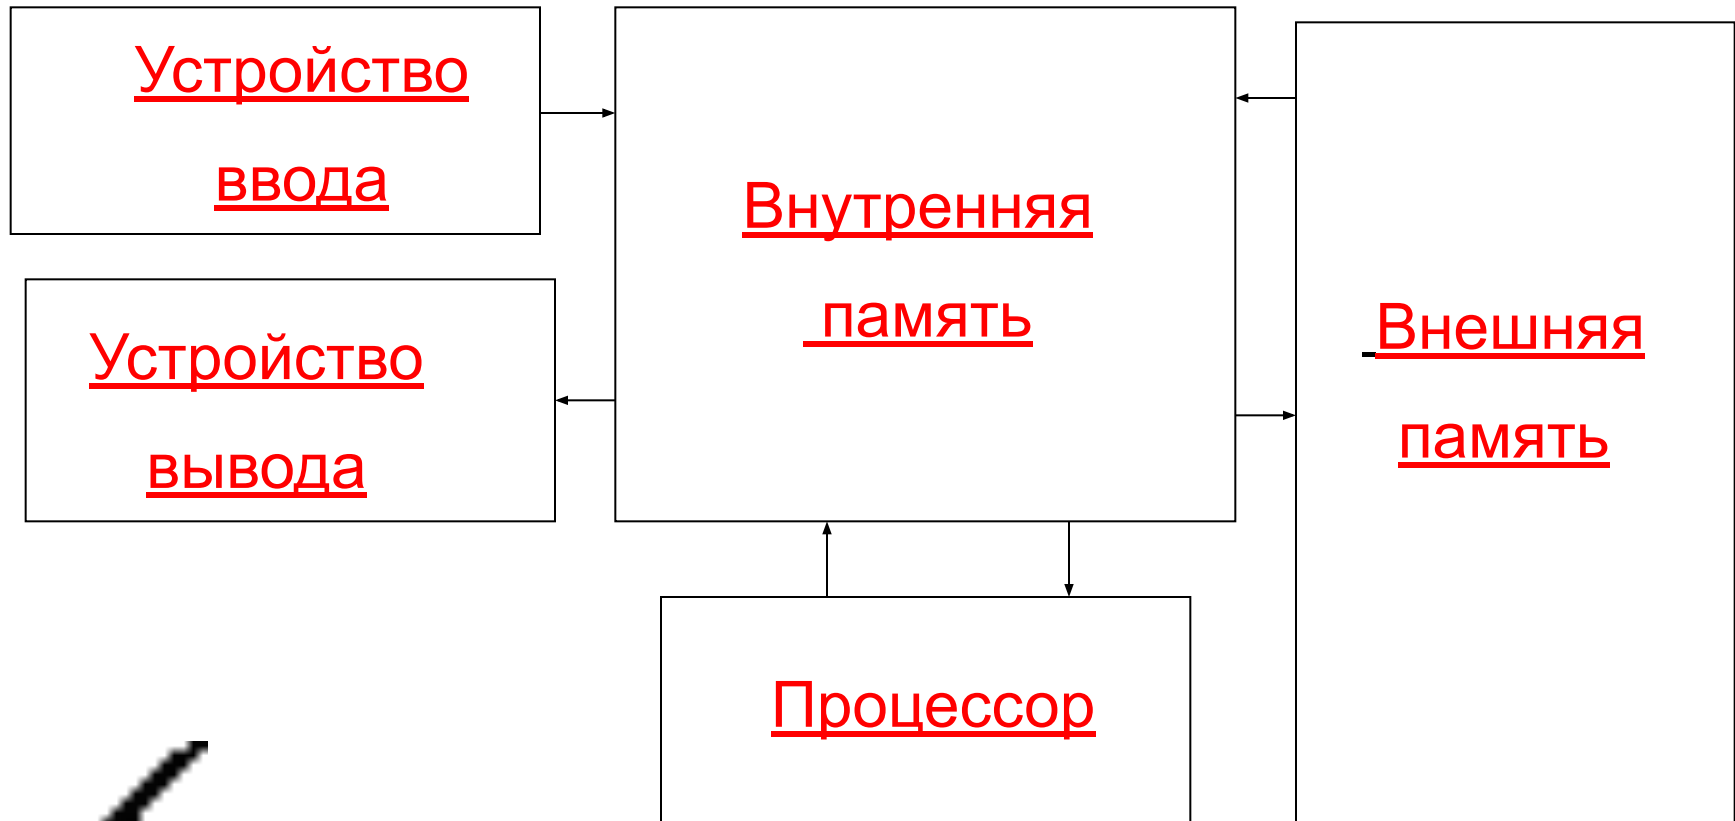 Устройство
ввода
Устройство
вывода
Внутренняя
память
Процессор
Внешняя
память